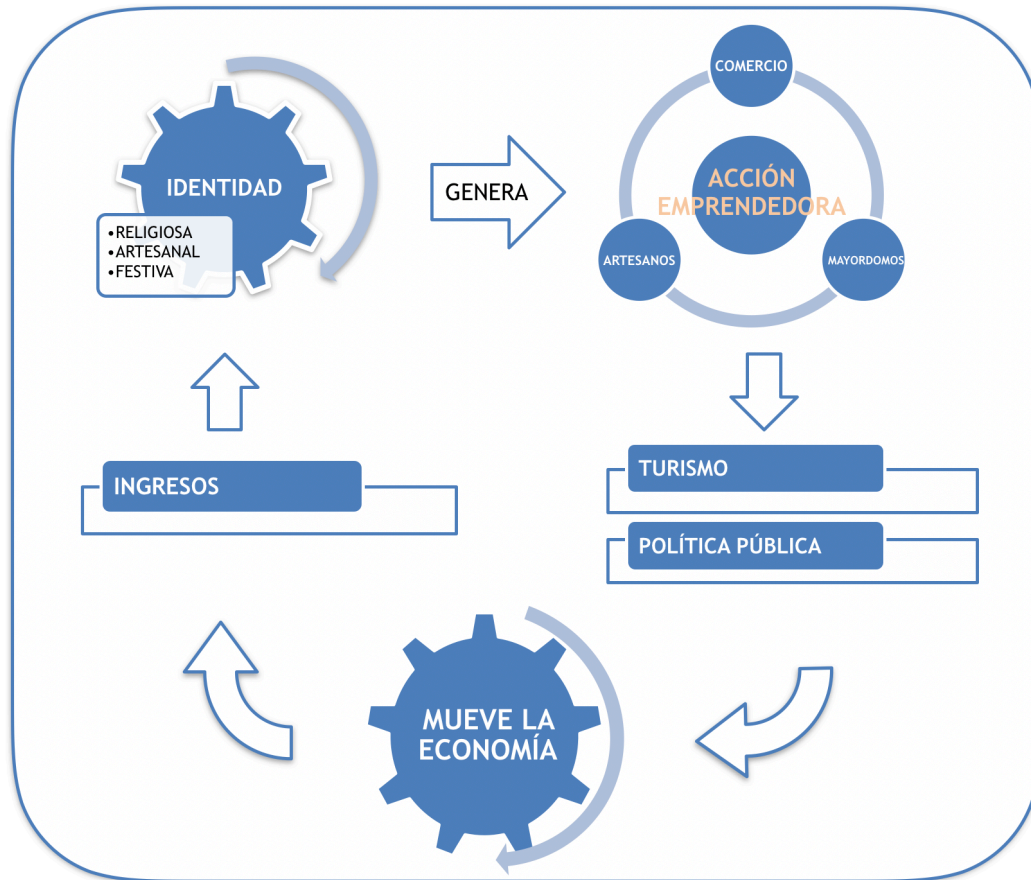 IDENTIDAD
•RELIGIOSA
•ARTESANAL
•FESTIVA
GENERA
COMERCIO
ACCIÓN
EMPRENDEDORA
ARTESANOS
MAYORDOMOS
TURISMO
POLÍTICA PÚBLICA
MUEVE LA
ECONOMÍA
INGRESOS